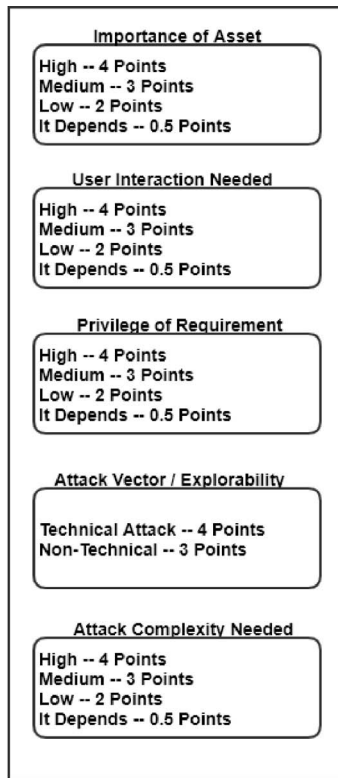 Importance of Asset
High -- 4 Points
Medium -- 3 Points
Low -- 2 Points
It Depends -- 0.5 Points
User Interaction Needed
High -- 4 Points
Medium -- 3 Points
Low -- 2 Points
It Depends -- 0.5 Points
Privilege of Requirement
High -- 4 Points
Medium -- 3 Points
Low -- 2 Points
It Depends -- 0.5 Points
Attack Vector / Explorability
Technical Attack -- 4 Points
Non-Technical -- 3 Points
Attack Complexity Needed
High -- 4 Points
Medium -- 3 Points
Low -- 2 Points
It Depends -- 0.5 Points